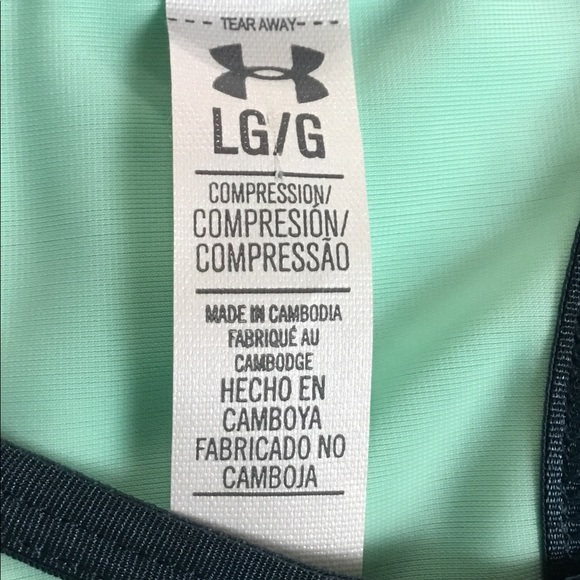 TEAR AWAY
LG/G
COMPRESSION/
COMPRESIÓN/
COMPRESSÃO
MADE IN CAMBODIA
FABRIQUÉ AU
CAMBODGE
HECHO EN
CAMBOYA
FABRICADO NO
CAMBOJA